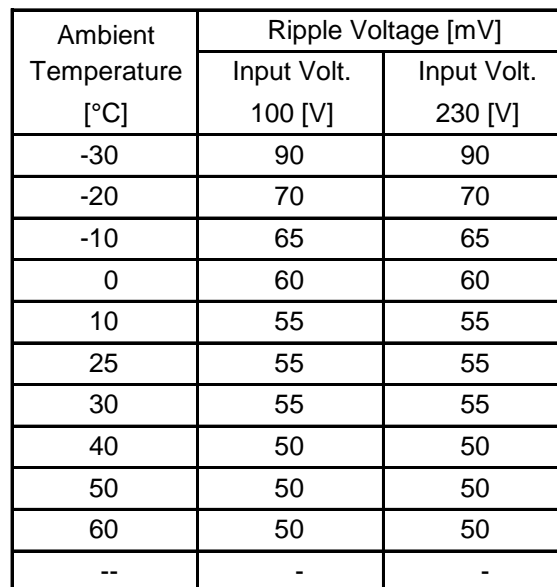 Ambient Temperature [°C] Ripple Voltage [mV]
Input Volt. 100 [V] Input Volt. 230 [V]
-30 90 90
-20 70 70
-10 65 65
0 60 60
10 55 55
25 55 55
30 55 55
40 50 50
50 50 50
60 50 50
-- - -